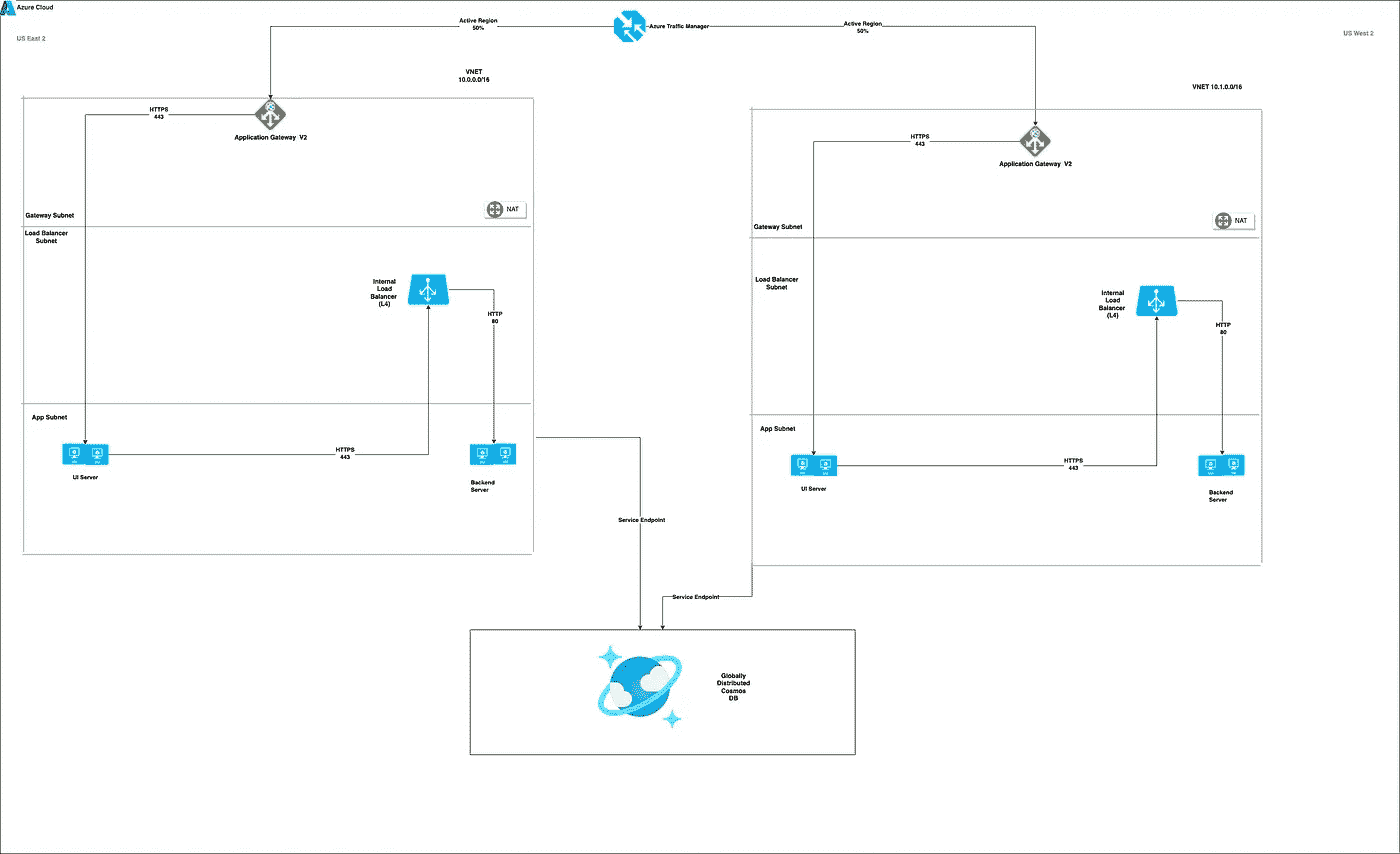 Azure Cloud
US East 2
Active Region
50%
Azure Traffic Manager
Active Region
50%
US West 2
VNET
10.0.0.0/16
HTTPS
443
Application Gateway V2
NAT
Gateway Subnet
Load Balancer
Subnet
Internal
Load
Balancer
(L4)
HTTP
80
App Subnet
UI Server
HTTPS
443
Backend
Server
VNET 10.1.0.0/16
HTTPS
443
Application Gateway V2
NAT
Gateway Subnet
Load Balancer
Subnet
Internal
Load
Balancer
(L4)
HTTP
80
App Subnet
UI Server
HTTPS
443
Backend
Server
Service Endpoint
Service Endpoint
Globally
Distributed
Cosmos
DB